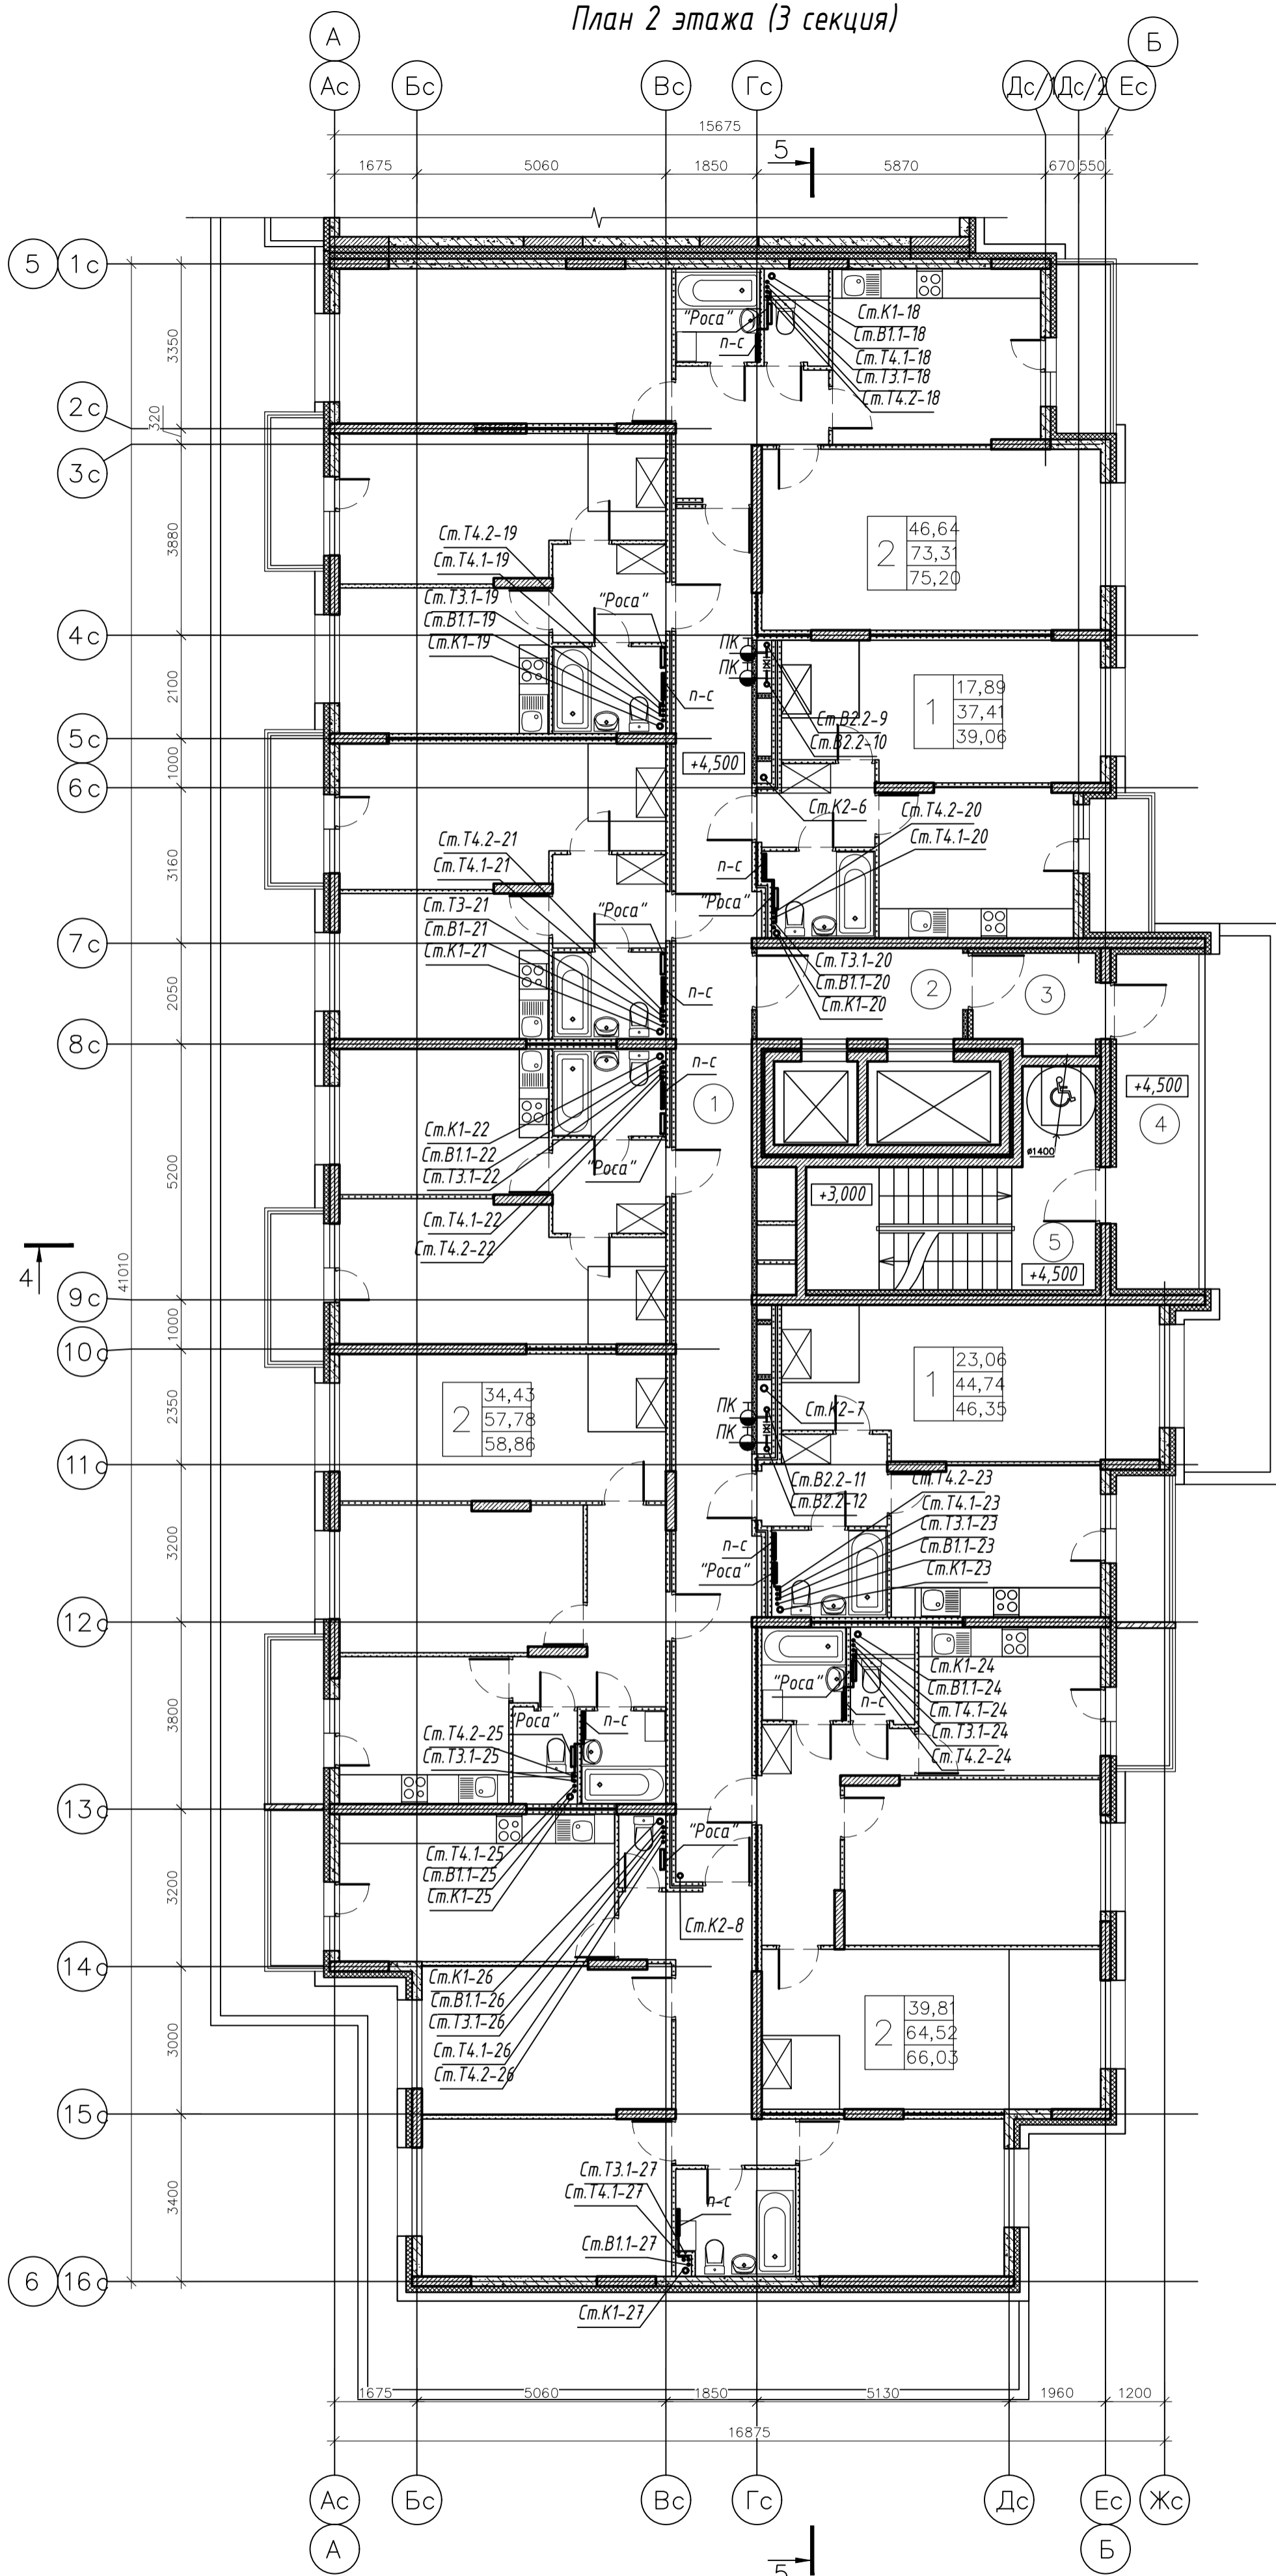 План 2 этажа (3 секция)
А
Б
Ас
Бс
Вс
Гс
Дс/1
Дс/2
Ес
15675
1675
5060
1850
5
5870
670
550
5
1с
"Роса"
п-с
Ст.К1-18
Ст.В1.1-18
Ст.Т4.1-18
Ст.Т3.1-18
Ст.Т4.2-18
3350
2с
320
3с
3880
Ст.Т4.2-19
Ст.Т4.1-19
Ст.Т3.1-19
Ст.В1.1-19
Ст.К1-19
"Роса"
п-с
2
46,64
73,31
75,20
4с
ПК
ПК
2100
1
17,89
37,41
39,06
Ст.В2.2-9
Ст.В2.2-10
5с
1000
+4,500
6с
Ст.К2-6
Ст.Т4.2-20
Ст.Т4.1-20
3160
Ст.Т4.2-21
Ст.Т4.1-21
Ст.Т3-21
Ст.В1-21
Ст.К1-21
"Роса"
п-с
п-с
"Роса"
7с
Ст.Т3.1-20
Ст.В1.1-20
Ст.К1-20
2
3
2050
8с
п-с
1
Ст.К1-22
Ст.В1.1-22
Ст.Т3.1-22
"Роса"
Ст.Т4.1-22
Ст.Т4.2-22
+4,500
4
ø1400
+3,000
5
+4,500
5200
4
41010
9с
1000
10с
2
34,43
57,78
58,86
1
23,06
44,74
46,35
2350
ПК
ПК
Ст.К2-7
11с
Ст.В2.2-11
Ст.В2.2-12
Ст.Т4.2-23
Ст.Т4.1-23
Ст.Т3.1-23
Ст.В1.1-23
Ст.К1-23
п-с
"Роса"
3200
12с
Ст.К1-24
Ст.В1.1-24
Ст.Т4.1-24
Ст.Т3.1-24
Ст.Т4.2-24
"Роса"
п-с
3800
"Роса"
п-с
Ст.Т4.2-25
Ст.Т3.1-25
13с
Ст.Т4.1-25
Ст.В1.1-25
Ст.К1-25
"Роса"
3200
Ст.К2-8
14с
Ст.К1-26
Ст.В1.1-26
Ст.Т3.1-26
Ст.Т4.1-26
Ст.Т4.2-26
2
39,81
64,52
66,03
3000
15с
3400
Ст.Т3.1-27
Ст.Т4.1-27
п-с
Ст.В1.1-27
Ст.К1-27
6
16с
1675
5060
1850
5130
1960
1200
16875
Ас
Бс
Вс
Гс
Дс
Ес
Жс
А
Б
5